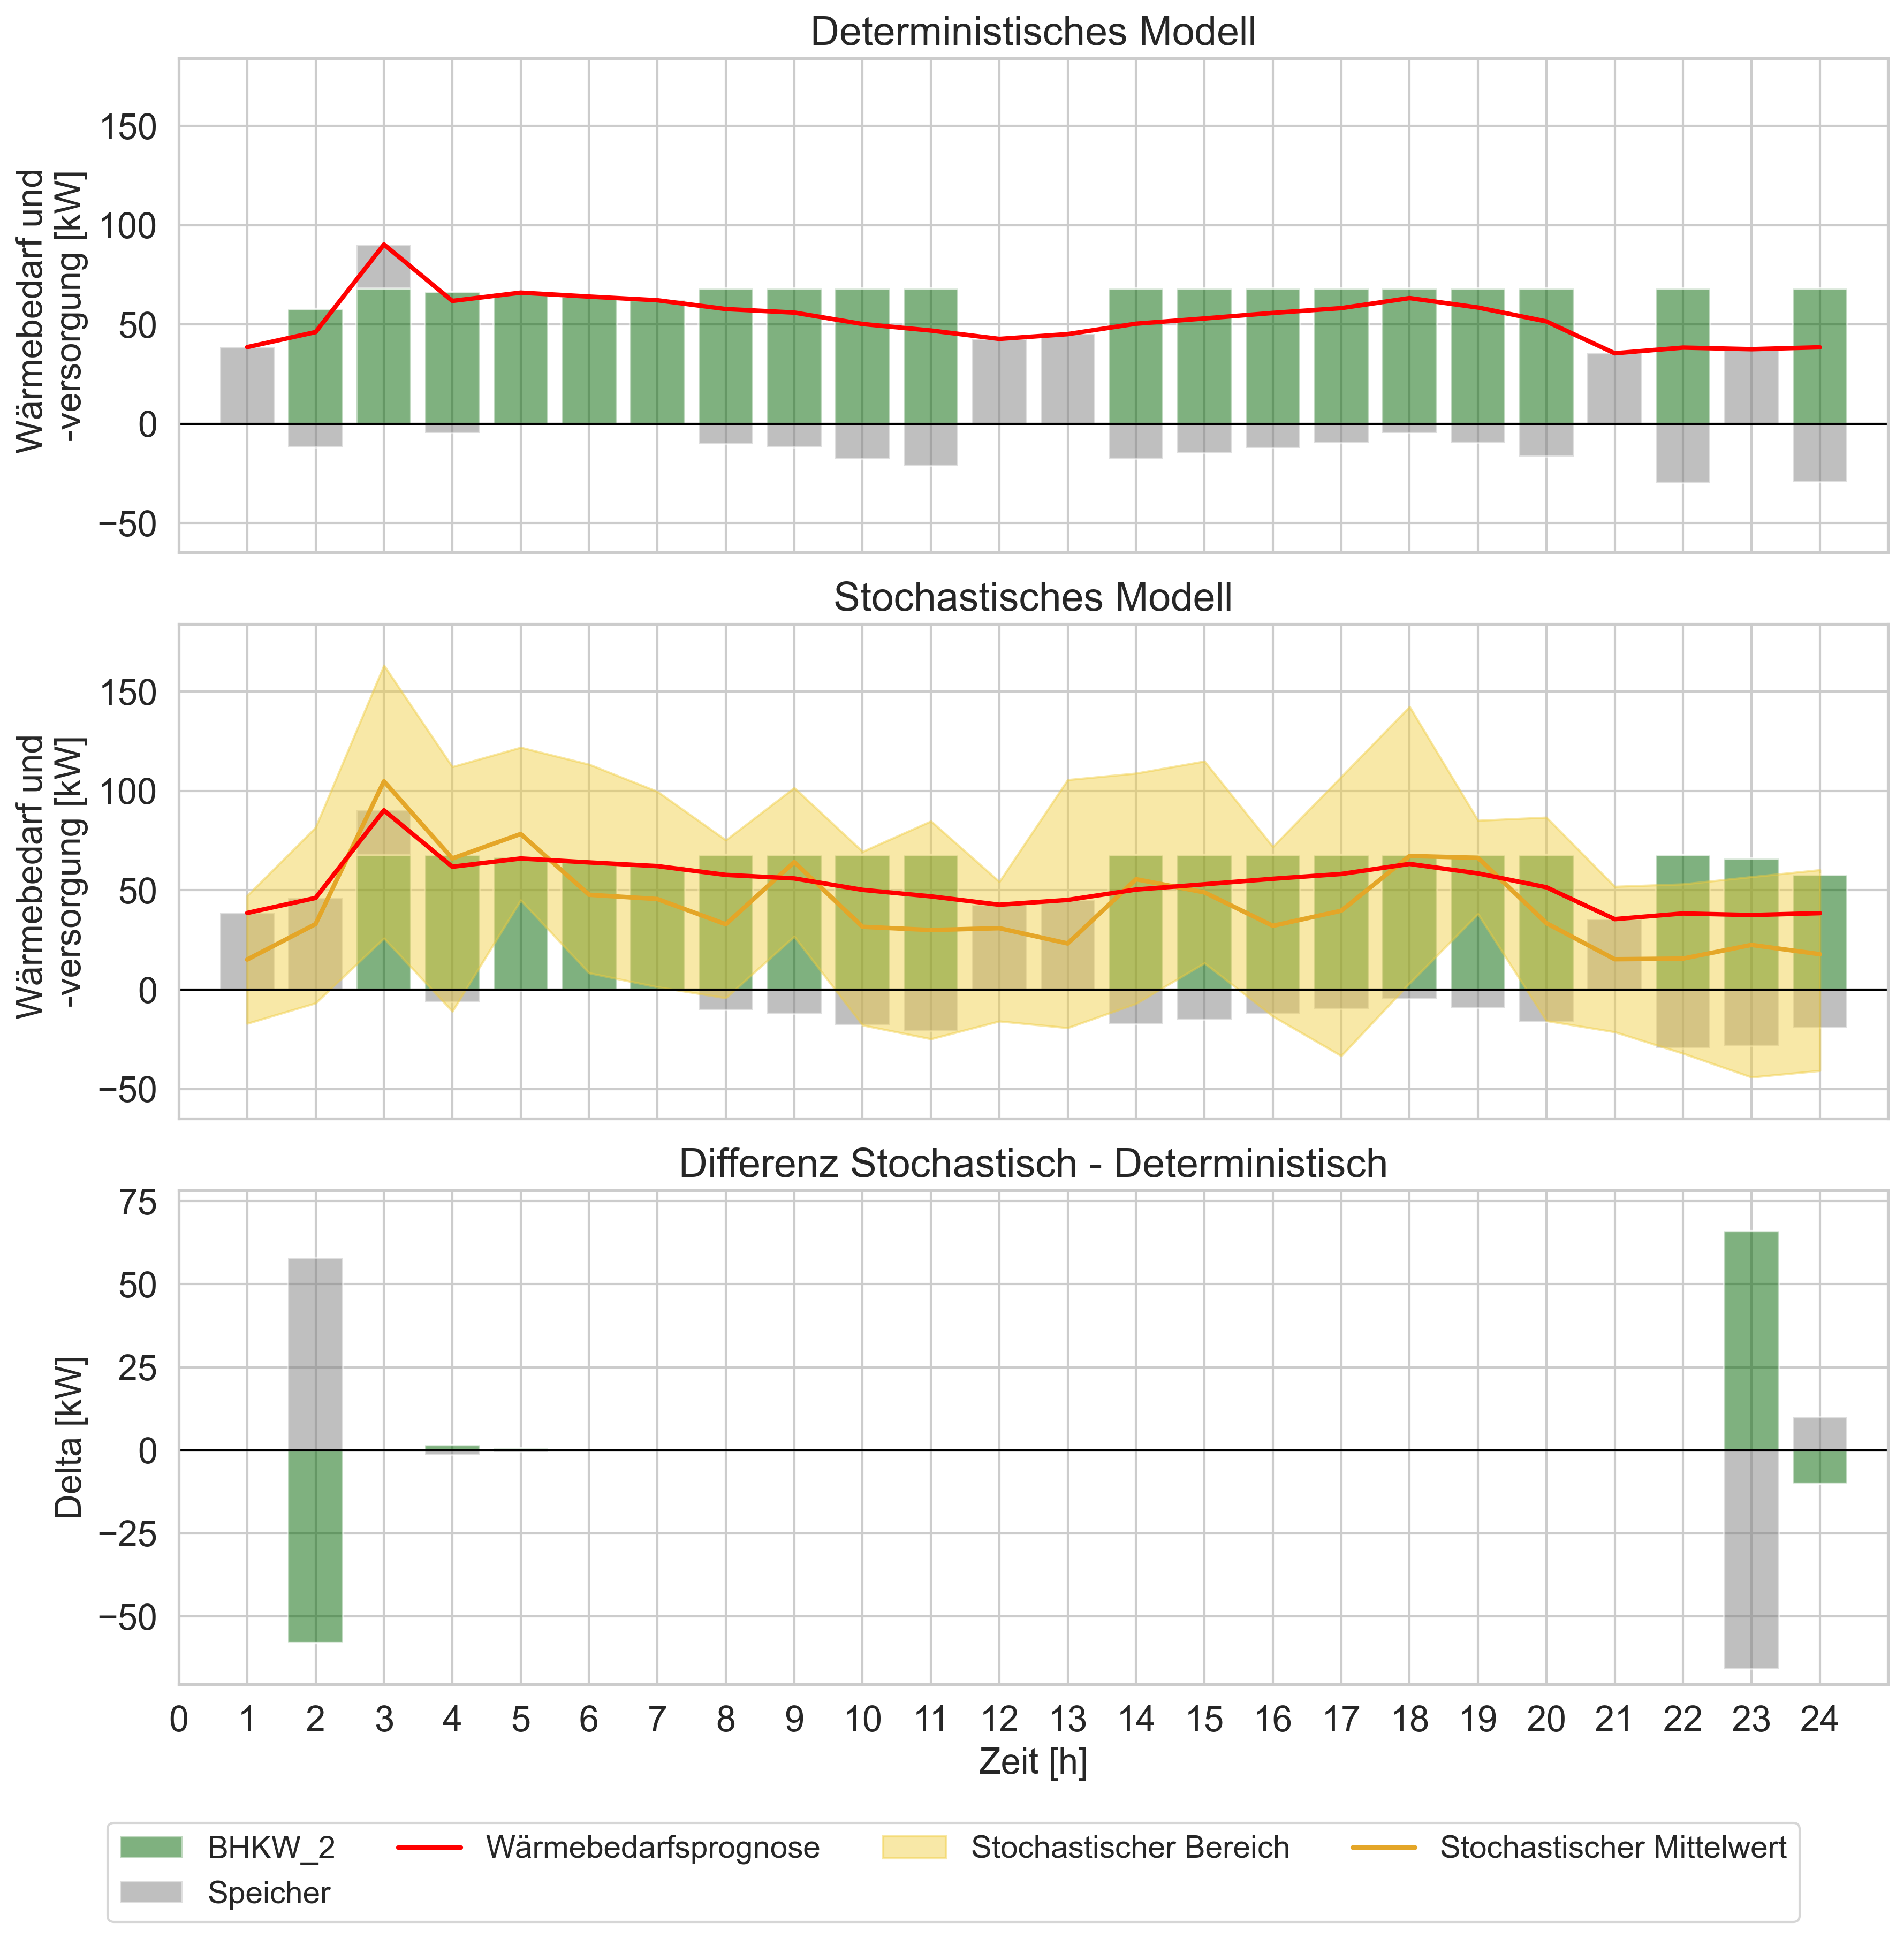 Deterministisches Modell
Wärmebedarf und
-versorgung [kW]
150
100
50
0
−50
Stochastisches Modell
Wärmebedarf und
-versorgung [kW]
150
100
50
0
−50
Differenz Stochastisch - Deterministisch
Delta [kW]
75
50
25
0
−25
−50
0 1 2 3 4 5 6 7 8 9 10 11 12 13 14 15 16 17 18 19 20 21 22 23 24
Zeit [h]
BHKW_2 Wärmebedarfsprognose Stochastischer Bereich Stochastischer Mittelwert
Speicher